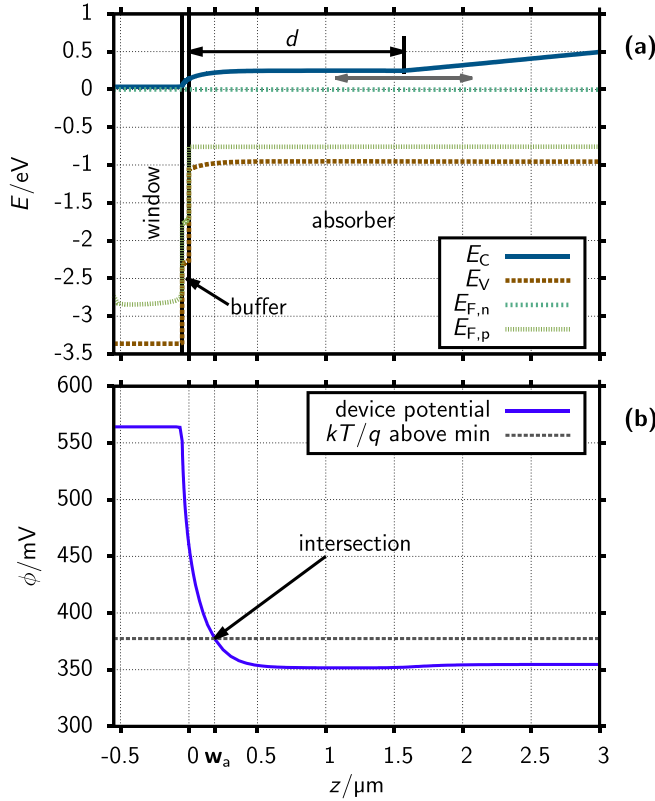 (a)
E/eV
1
0.5
0
-0.5
-1
-1.5
-2
-2.5
-3
-3.5
d
window
absorber
buffer
E_C
E_V
E_F,n
E_F,p
(b)
ϕ/mV
600
550
500
450
400
350
300
device potential
kT/q above min
intersection
-0.5 0 w_a 0.5 1 1.5 2 2.5 3
z/µm